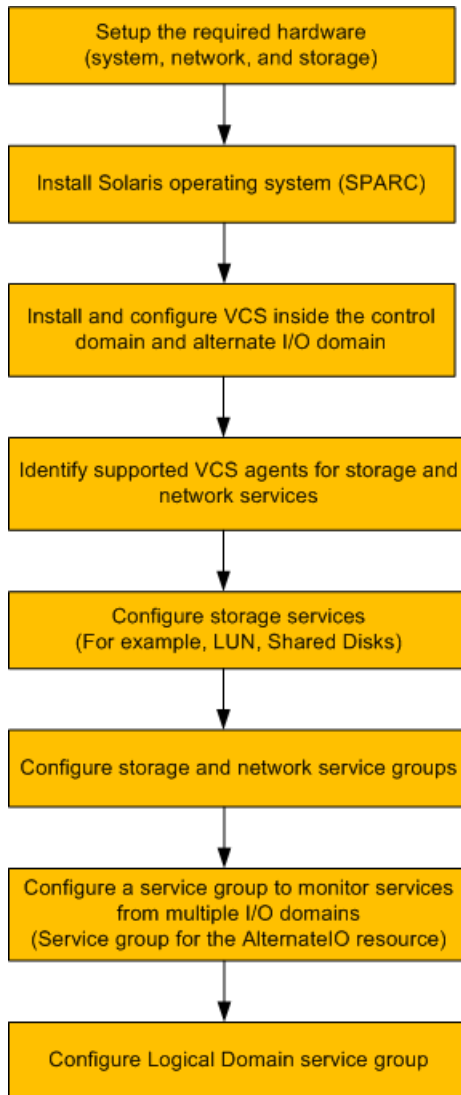 Setup the required hardware
(system, network, and storage)
Install Solaris operating system (SPARC)
Install and configure VCS inside the control
domain and alternate I/O domain
Identify supported VCS agents for storage and
network services
Configure storage services
(For example, LUN, Shared Disks)
Configure storage and network service groups
Configure a service group to monitor services
from multiple I/O domains
(Service group for the AlternateIO resource)
Configure Logical Domain service group